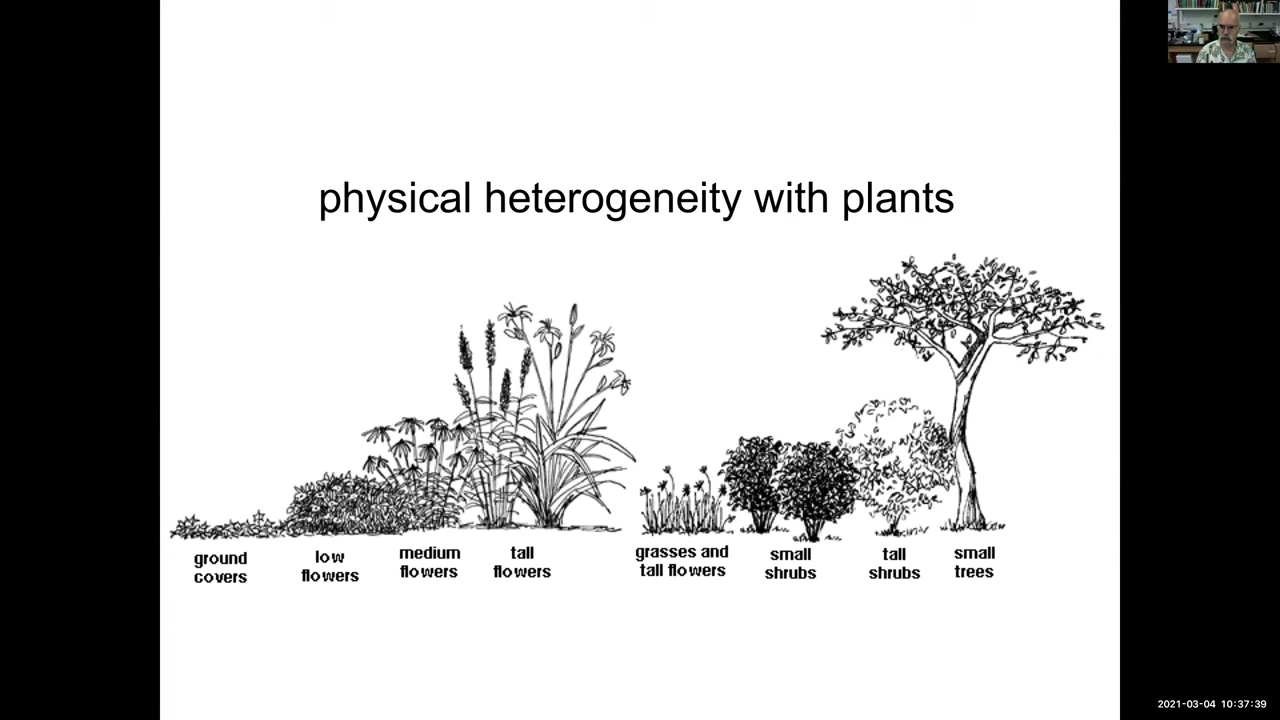 physical heterogeneity with plants
ground
covers
low
flowers
medium
flowers
tall
flowers
grasses and
tall flowers
small
shrubs
tall
shrubs
small
trees
2021-03-04 10:37:39